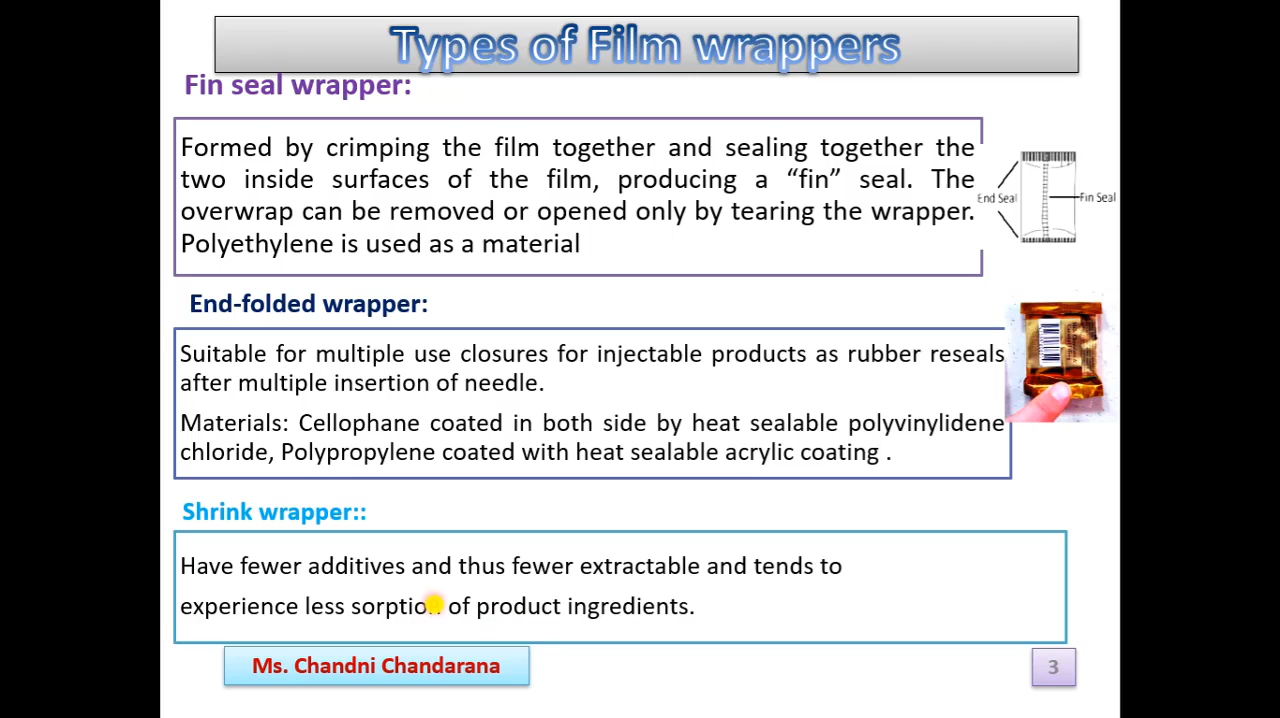 Types of Film wrappers
Fin seal wrapper:
Formed by crimping the film together and sealing together the
two inside surfaces of the film, producing a “fin” seal. The
overwrap can be removed or opened only by tearing the wrapper.
Polyethylene is used as a material
End Seal
Fin Seal
End-folded wrapper:
Suitable for multiple use closures for injectable products as rubber reseals
after multiple insertion of needle.
Materials: Cellophane coated in both side by heat sealable polyvinylidene
chloride, Polypropylene coated with heat sealable acrylic coating .
Shrink wrapper::
Have fewer additives and thus fewer extractable and tends to
experience less sorption of product ingredients.
Ms. Chandni Chandarana
3